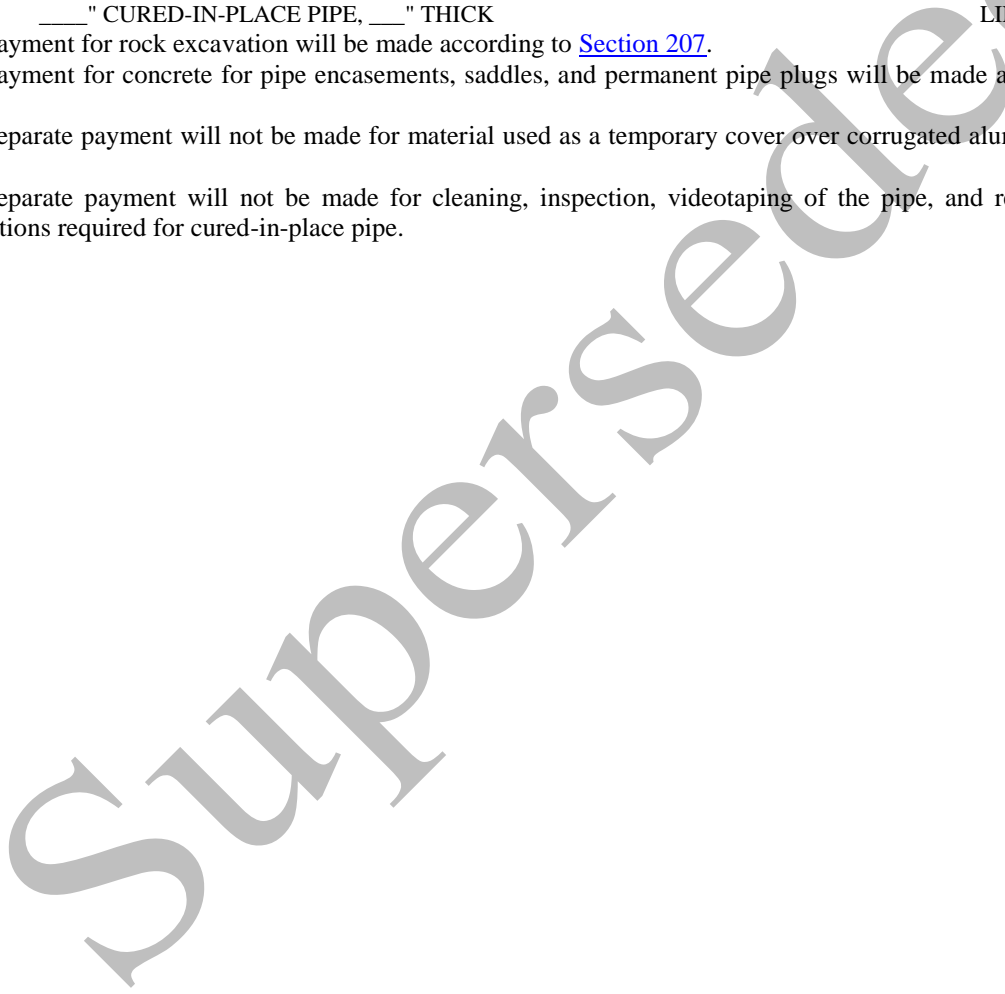 ____" CURED-IN-PLACE PIPE, ___" THICK LI
ayment for rock excavation will be made according to Section 207.
ayment for concrete for pipe encasements, saddles, and permanent pipe plugs will be made a
eparate payment will not be made for material used as a temporary cover over corrugated alu
eparate payment will not be made for cleaning, inspection, videotaping of the pipe, and r
tions required for cured-in-place pipe.
Supersede